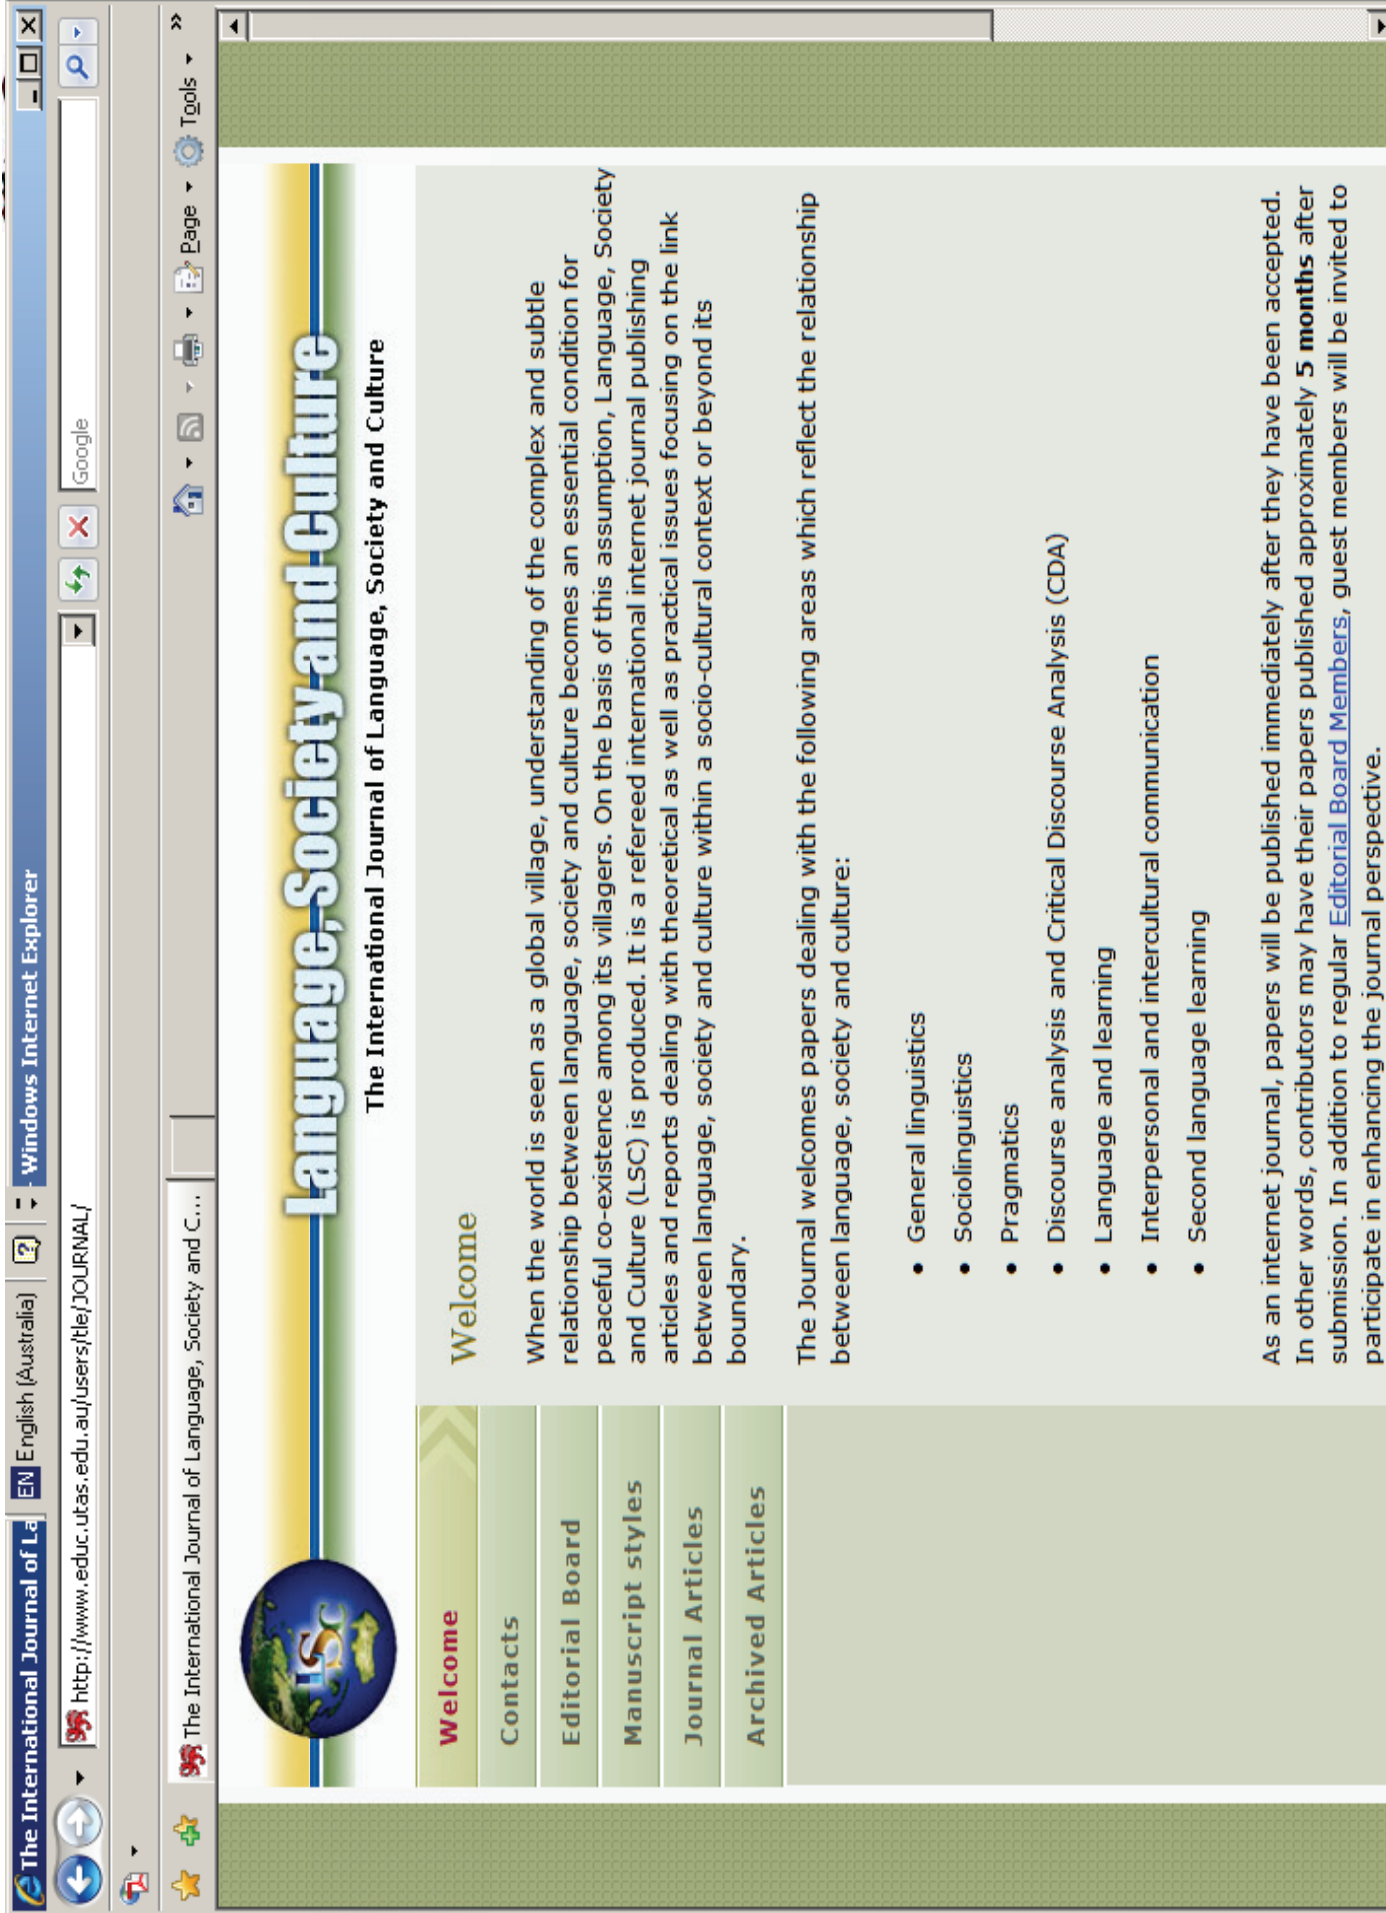 The International Journal of La
EN English (Australia)
- Windows Internet Explorer
http://www.educ.utas.edu.au/users/tle/JOURNAL/
Google
The International Journal of Language, Society and C...
Page
Tools
»
LSC
Language, Society and Culture
The International Journal of Language, Society and Culture
Welcome
Contacts
Editorial Board
Manuscript styles
Journal Articles
Archived Articles
Welcome
When the world is seen as a global village, understanding of the complex and subtle
relationship between language, society and culture becomes an essential condition for
peaceful co-existence among its villagers. On the basis of this assumption, Language, Society
and Culture (LSC) is produced. It is a refereed international internet journal publishing
articles and reports dealing with theoretical as well as practical issues focusing on the link
between language, society and culture within a socio-cultural context or beyond its
boundary.
The Journal welcomes papers dealing with the following areas which reflect the relationship
between language, society and culture:
• General linguistics
• Sociolinguistics
• Pragmatics
• Discourse analysis and Critical Discourse Analysis (CDA)
• Language and learning
• Interpersonal and intercultural communication
• Second language learning
As an internet journal, papers will be published immediately after they have been accepted.
In other words, contributors may have their papers published approximately 5 months after
submission. In addition to regular Editorial Board Members, guest members will be invited to
participate in enhancing the journal perspective.